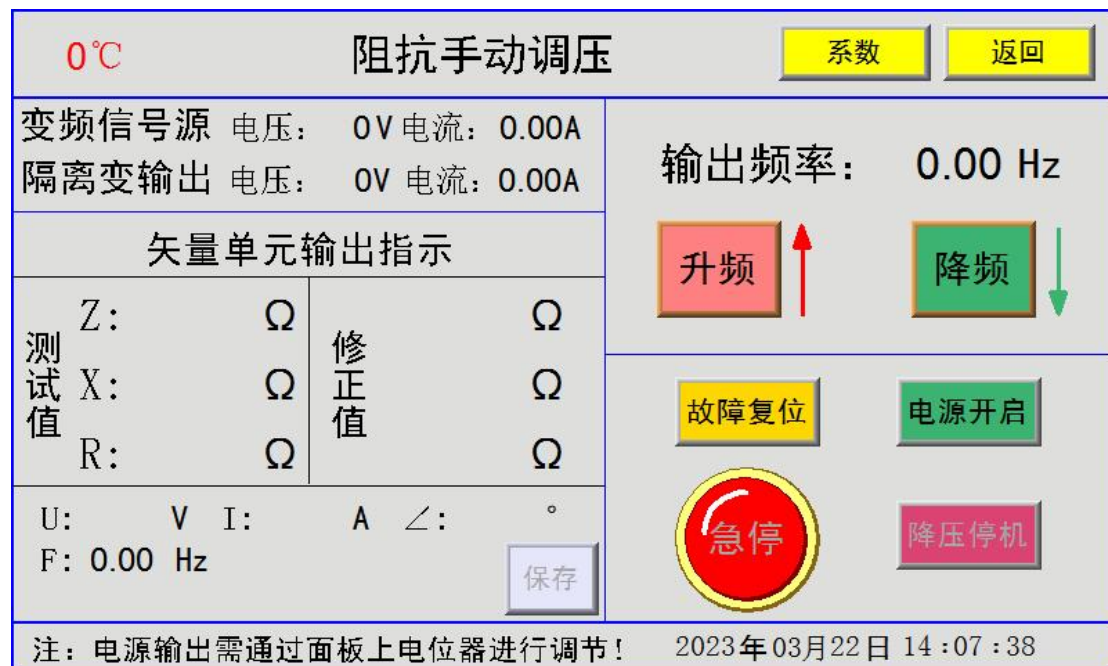 0℃ 阻抗手动调压 系数 返回
变频信号源 电压: 0V 电流: 0.00A
隔离变输出 电压: 0V 电流: 0.00A
输出频率: 0.00 Hz
升频 降频
矢量单元输出指示
测试值
Z: Ω
X: Ω
R: Ω
修正值
Ω
Ω
Ω
U: V I: A ∠: °
F: 0.00 Hz
保存
故障复位 电源开启
急停 降压停机
注: 电源输出需通过面板上电位器进行调节!
2023年03月22日 14:07:38